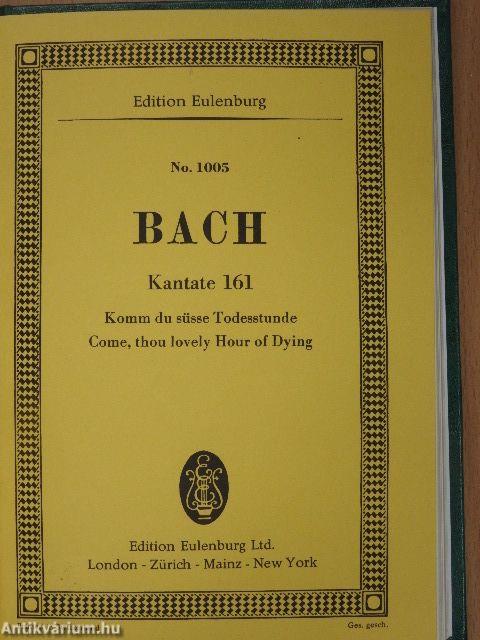 Edition Eulenburg
No. 1005
BACH
Kantate 161
Komm du süsse Todesstunde
Come, thou lovely Hour of Dying
Edition Eulenburg Ltd.
London - Zürich - Mainz - New York
Ges. gesch.
Antikvárium.hu